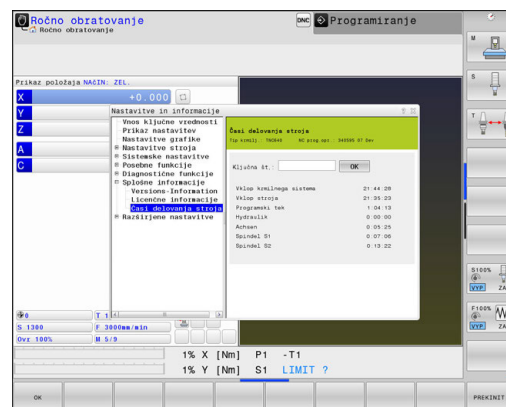 Ročno obratovanje
Ročno obratovanje
DNC
Programiranje
Prikaz položaja NAČIN: ZEL.
X +0.000
Y
Z
A
C
Nastavitve in informacije
Vnos ključne vrednosti
Prikaz nastavitev
Nastavitve grafike
Nastavitve stroja
Sistemske nastavitve
Posebne funkcije
Diagnostične funkcije
Splošne informacije
Versions-Information
Licenčne informacije
Časi delovanja stroja
Razširjene nastavitve
Časi delovanja stroja
Ključna št.:
OK
Vklop krmilnega sistema 21:44:28
Vklop stroja 21:35:23
Programski tek 1:04:13
Hydraulik 0:00:00
Achsen 0:05:25
Spindel S1 0:07:06
Spindel S2 0:13:22
0
T 1
S 1300
F 3000mm/min
Ovr 100%
M 5/9
1% X [Nm] P1 -T1
1% Y [Nm] S1 LIMIT ?
M
S
T
S100%
VYP ZA
F100%
VYP ZA
OK
PREKINIT